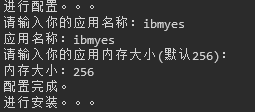 进行配置。。。
请输入你的应用名称：ibmyes
应用名称：ibmyes
请输入你的应用内存大小(默认256)：
内存大小：256
配置完成。
进行安装。。。